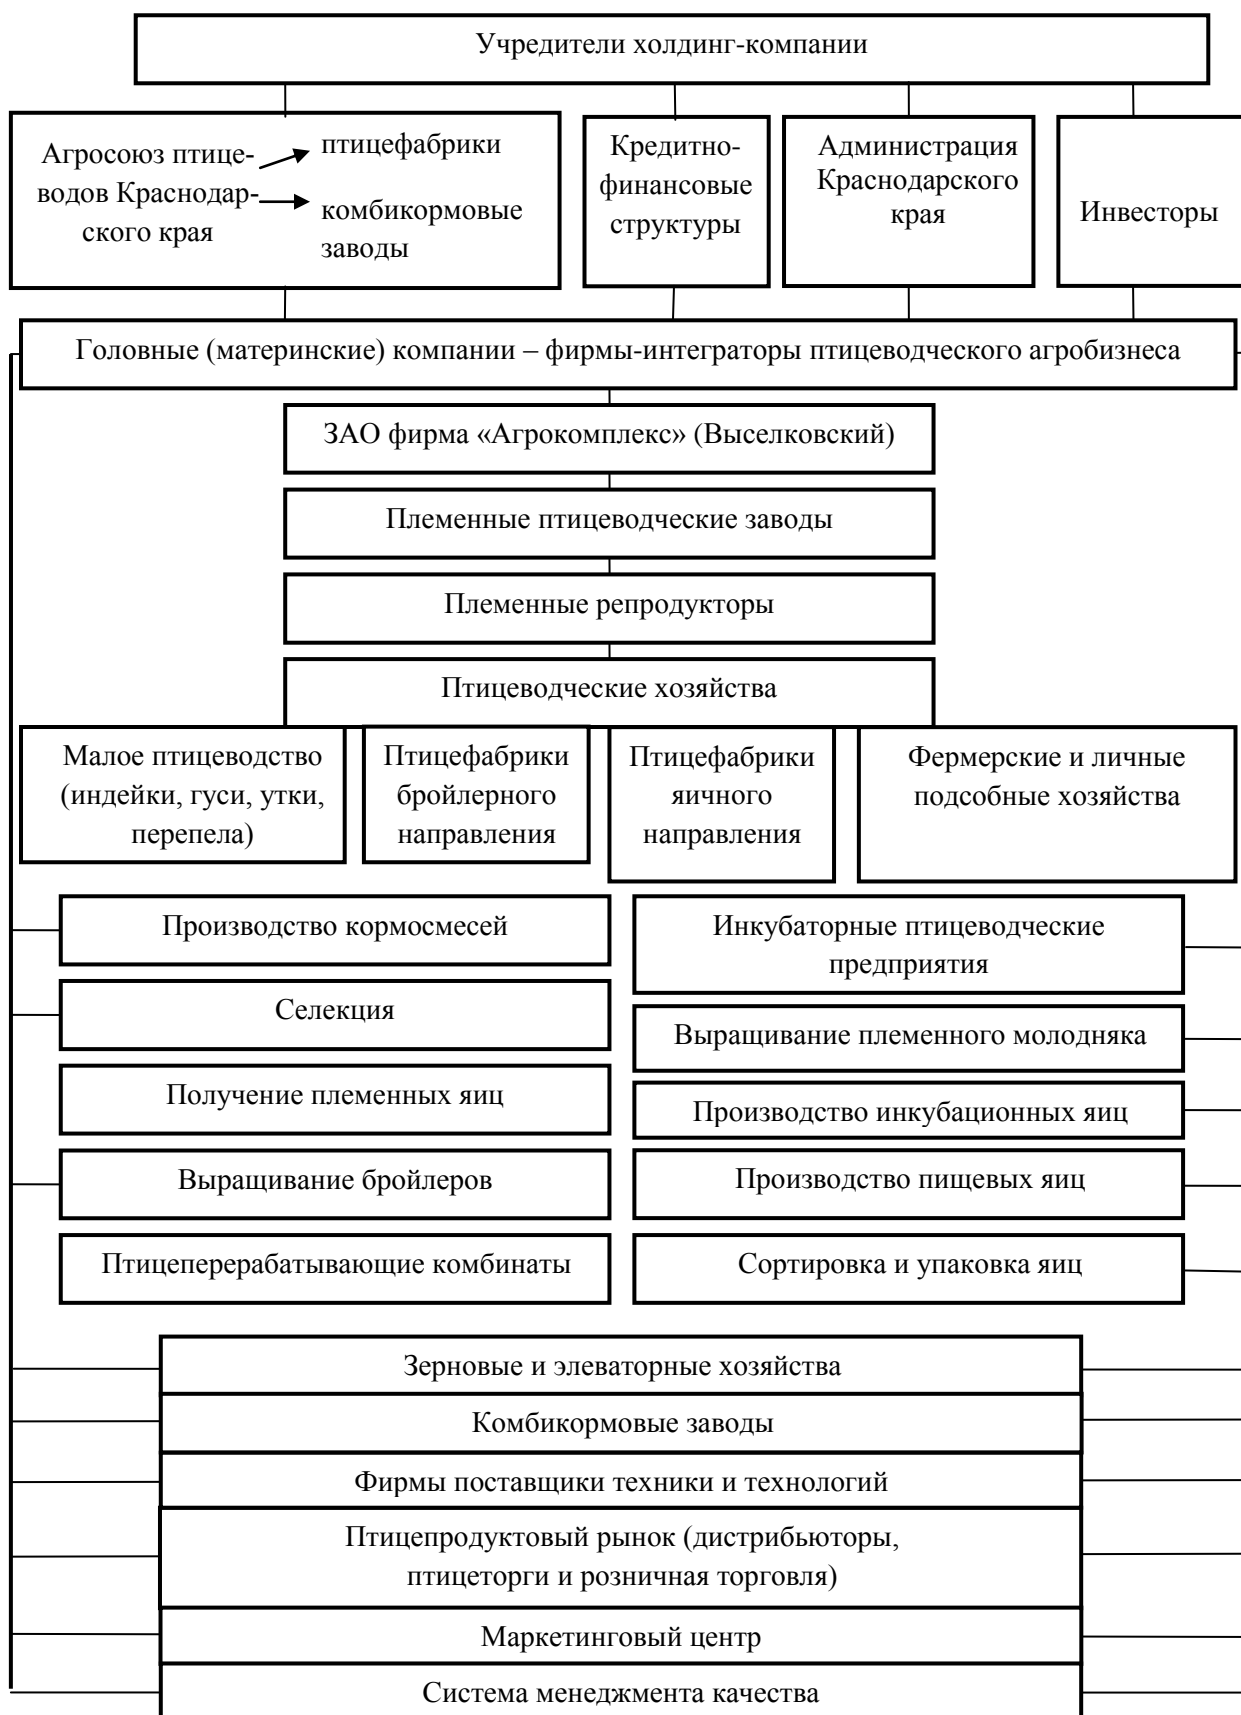 Учредители холдинг-компании
Агросоюз птице-
водов Краснодар-
ского края
птицефабрики
комбикормовые
заводы
Кредитно-
финансовые
структуры
Администрация
Краснодарского
края
Инвесторы
Головные (материнские) компании – фирмы-интеграторы птицеводческого агробизнеса
ЗАО фирма «Агрокомплекс» (Выселковский)
Племенные птицеводческие заводы
Племенные репродукторы
Птицеводческие хозяйства
Малое птицеводство
(индейки, гуси, утки,
перепела)
Птицефабрики
бройлерного
направления
Птицефабрики
яичного
направления
Фермерские и личные
подсобные хозяйства
Производство кормосмесей
Селекция
Получение племенных яиц
Выращивание бройлеров
Птицеперерабатывающие комбинаты
Инкубаторные птицеводческие
предприятия
Выращивание племенного молодняка
Производство инкубационных яиц
Производство пищевых яиц
Сортировка и упаковка яиц
Зерновые и элеваторные хозяйства
Комбикормовые заводы
Фирмы поставщики техники и технологий
Птицепродуктовый рынок (дистрибьюторы,
птицеторги и розничная торговля)
Маркетинговый центр
Система менеджмента качества